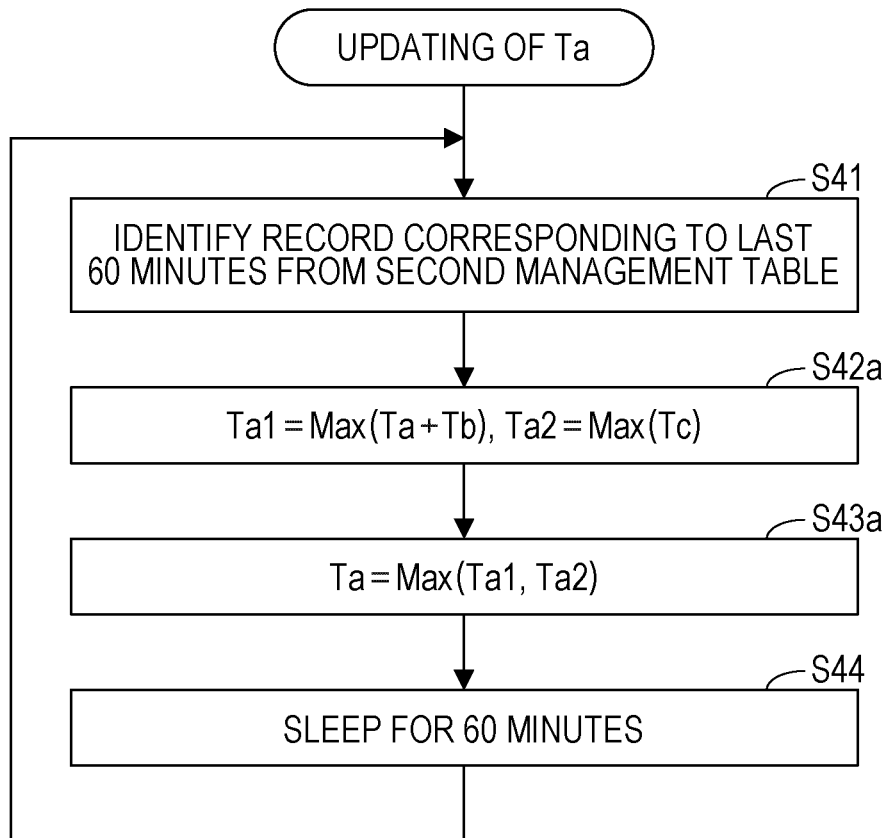 UPDATING OF Ta
S41
IDENTIFY RECORD CORRESPONDING TO LAST
60 MINUTES FROM SECOND MANAGEMENT TABLE
S42a
Ta1 = Max(Ta+Tb), Ta2 = Max(Tc)
S43a
Ta = Max(Ta1, Ta2)
S44
SLEEP FOR 60 MINUTES